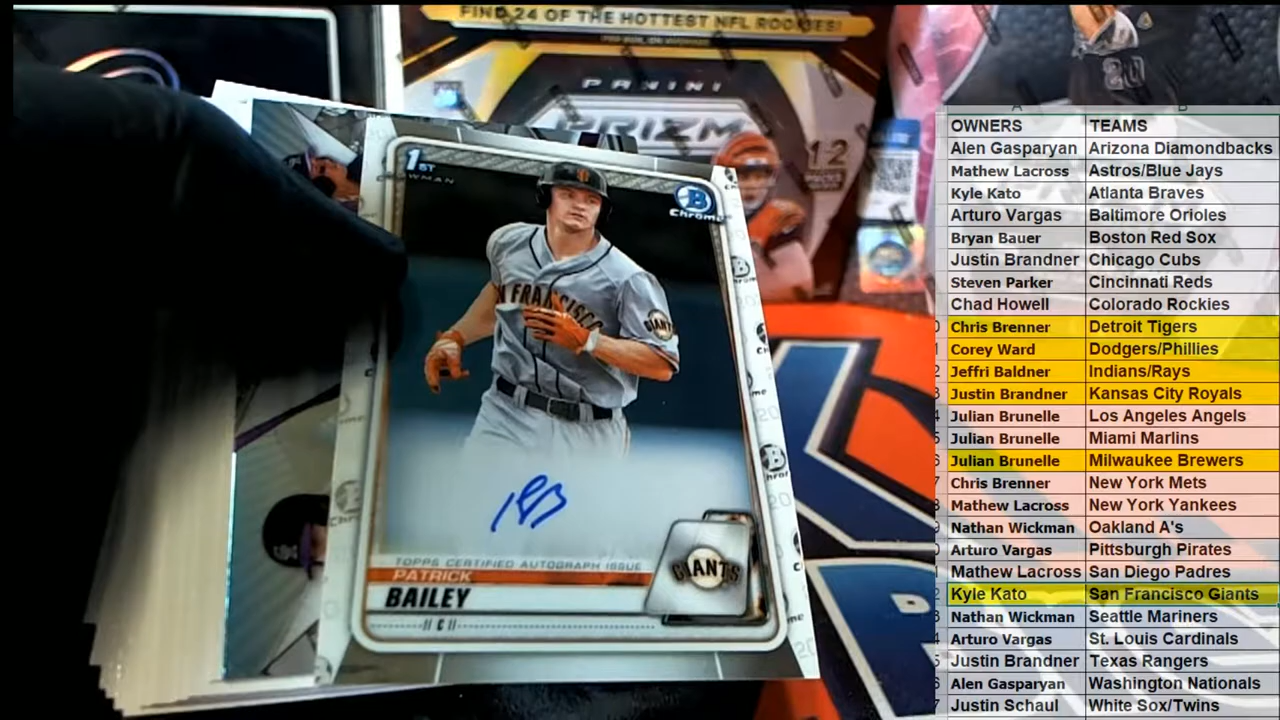 FIND 24 OF THE HOTTEST NFL ROOKIES!
PANINI
PRIZM
12
1ST
WMAN
B
Chrome
SAN FRANCISCO
GIANTS
TOPPS CERTIFIED AUTOGRAPH ISSUE
PATRICK
BAILEY
C
GIANTS
20
A B
OWNERS TEAMS
Alen Gasparyan Arizona Diamondbacks
Mathew Lacross Astros/Blue Jays
Kyle Kato Atlanta Braves
Arturo Vargas Baltimore Orioles
Bryan Bauer Boston Red Sox
Justin Brandner Chicago Cubs
Steven Parker Cincinnati Reds
Chad Howell Colorado Rockies
Chris Brenner Detroit Tigers
Corey Ward Dodgers/Phillies
Jeffri Baldner Indians/Rays
Justin Brandner Kansas City Royals
Julian Brunelle Los Angeles Angels
Julian Brunelle Miami Marlins
Julian Brunelle Milwaukee Brewers
Chris Brenner New York Mets
Mathew Lacross New York Yankees
Nathan Wickman Oakland A's
Arturo Vargas Pittsburgh Pirates
Mathew Lacross San Diego Padres
Kyle Kato San Francisco Giants
Nathan Wickman Seattle Mariners
Arturo Vargas St. Louis Cardinals
Justin Brandner Texas Rangers
Alen Gasparyan Washington Nationals
Justin Schaul White Sox/Twins